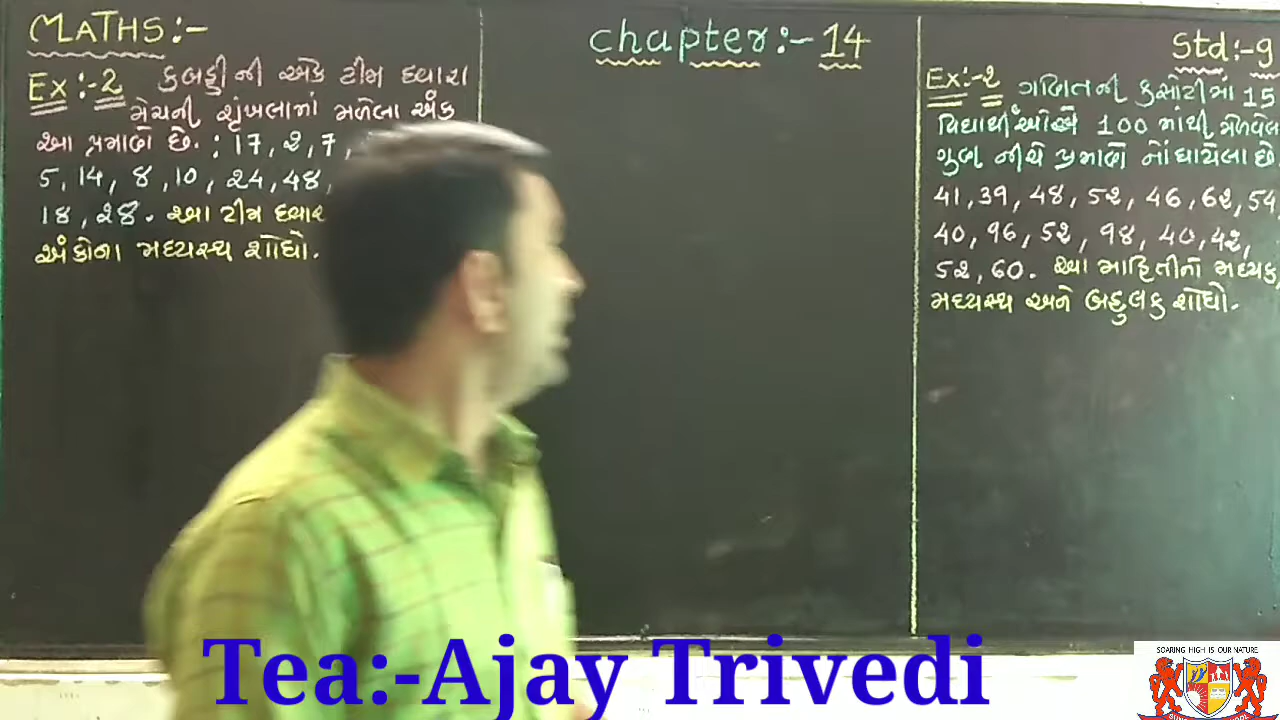 MATHS:-
Ex:-2 કબડ્ડી ની એક ટીમ દ્વારા
મેચની શૃંખલામાં મળેલા અંક
આ પ્રમાણે છે. : 17, 2, 7,
5, 14, 8, 10, 24, 48,
18, 28. આ ટીમ દ્વારા
અંકોના મધ્યસ્થ શોધો.
chapter:- 14
Std:-9
Ex:-2 ગણિતની કસોટીમાં 15
વિદ્યાર્થીઓએ 100 માંથી મેળવેલ
ગુણ નીચે પ્રમાણે નોંધાયેલા છે.
41, 39, 48, 52, 46, 62, 54
40, 96, 52, 98, 40, 42,
52, 60. આ માહિતીનો મધ્યક,
મધ્યસ્થ અને બહુલક શોધો.
Tea:-Ajay Trivedi
SOARING HIGH IS OUR NATURE